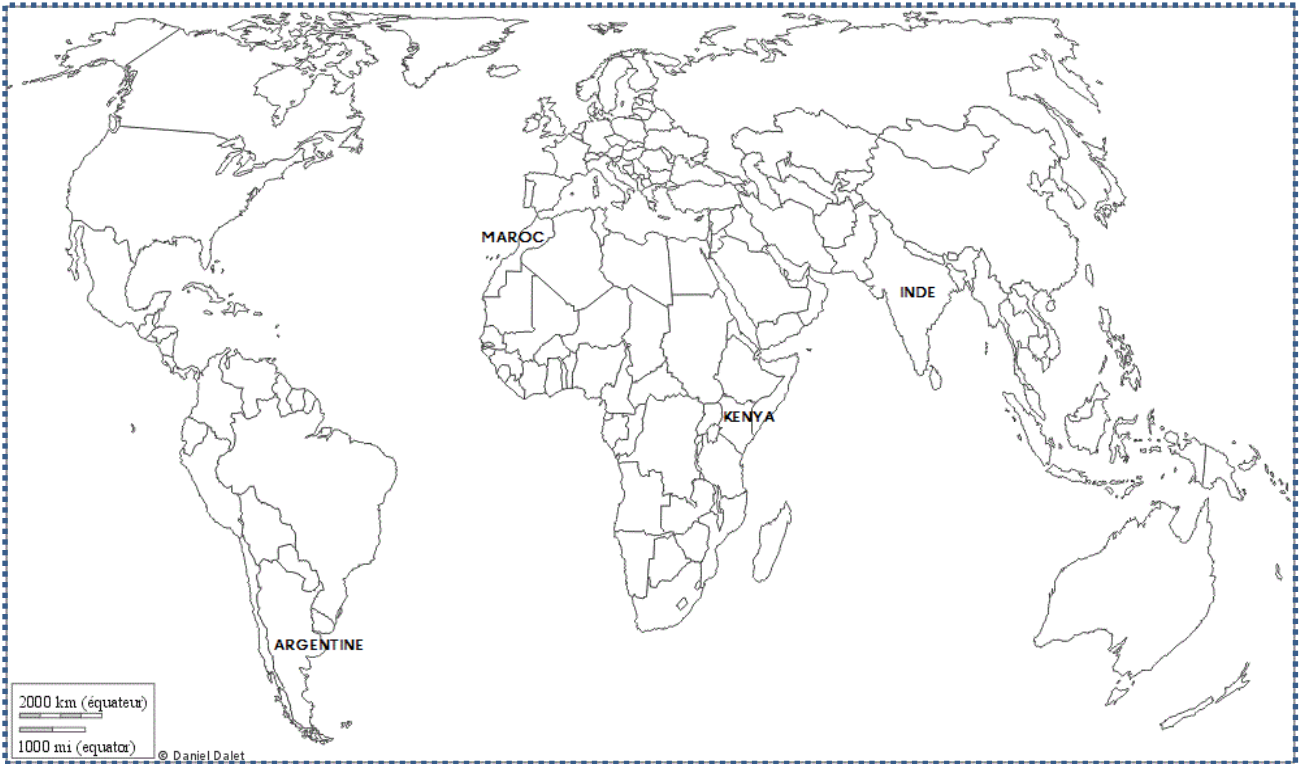 MAROC
INDE
KENYA
ARGENTINE
2000 km (équateur)
1000 mi (equator)
© Daniel Dalet